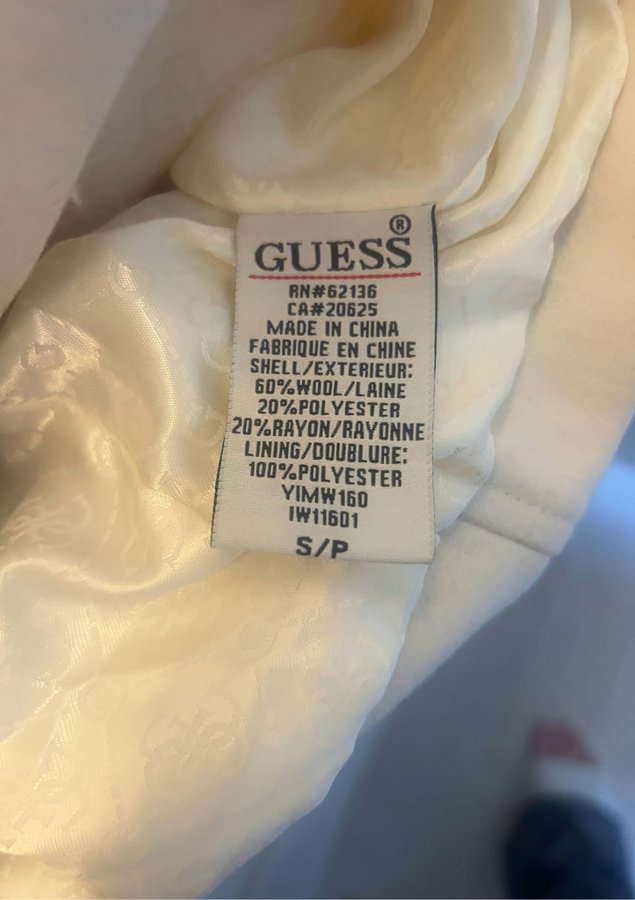 GUESS®
RN#62136
CA#20625
MADE IN CHINA
FABRIQUE EN CHINE
SHELL/EXTERIEUR:
60%WOOL/LAINE
20%POLYESTER
20%RAYON/RAYONNE
LINING/DOUBLURE:
100%POLYESTER
YIMW160
IW11601
S/P